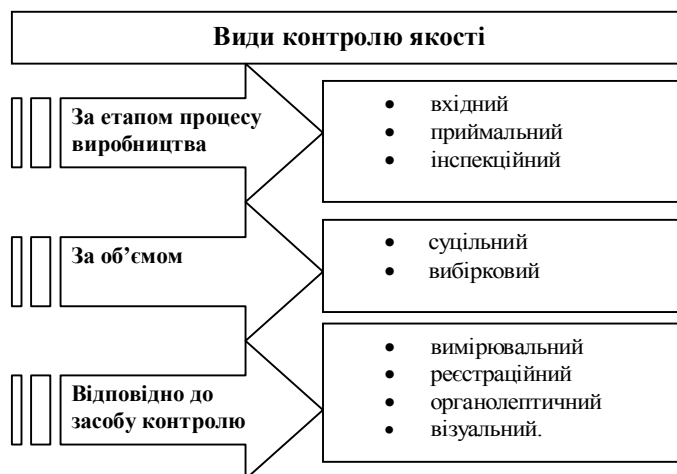 Види контролю якості
За етапом процесу
виробництва
• вхідний
• приймальний
• інспекційний
За об’ємом
• суцільний
• вибірковий
Відповідно до
засобу контролю
• вимірювальний
• реєстраційний
• органолептичний
• візуальний.